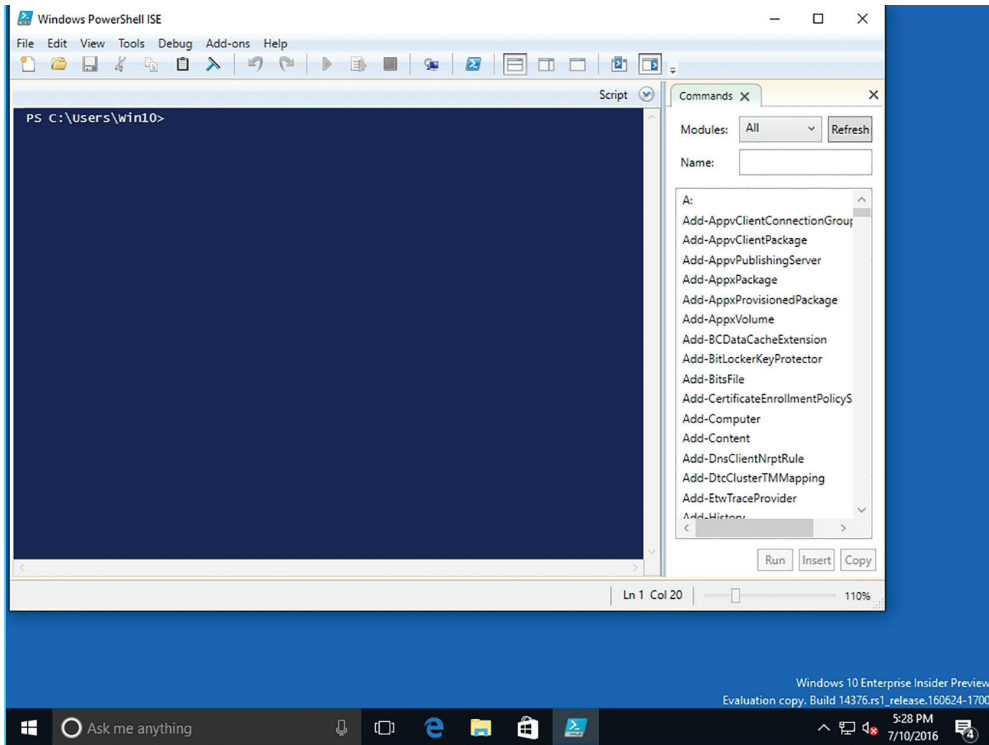 Windows PowerShell ISE
File Edit View Tools Debug Add-ons Help
Script
PS C:\Users\Win10>
Commands
Modules: All Refresh
Name:
A:
Add-AppvClientConnectionGroup
Add-AppvClientPackage
Add-AppvPublishingServer
Add-AppxPackage
Add-AppxProvisionedPackage
Add-AppxVolume
Add-BCDataCacheExtension
Add-BitLockerKeyProtector
Add-BitsFile
Add-CertificateEnrollmentPolicyS
Add-Computer
Add-Content
Add-DnsClientNrptRule
Add-DtcClusterTMMapping
Add-EtwTraceProvider
Add-History
Run Insert Copy
Ln 1 Col 20 110%
Windows 10 Enterprise Insider Preview
Evaluation copy. Build 14376.rs1_release.160624-1700
Ask me anything
5:28 PM
7/10/2016
4